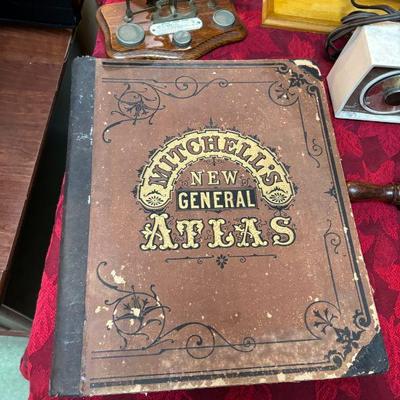 MITCHELL'S
NEW
GENERAL
ATLAS